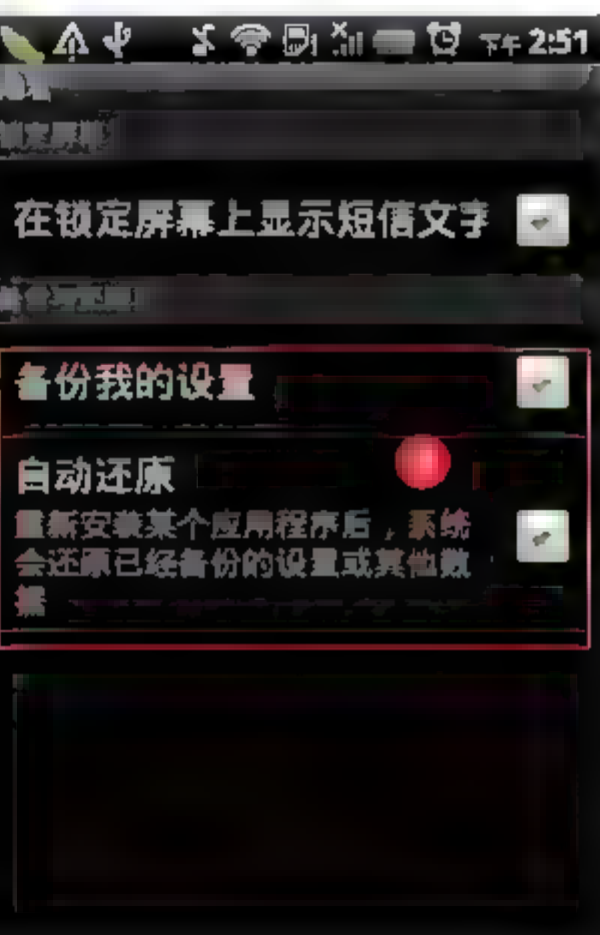 下午 2:51
在锁定屏幕上显示短信文字
备份我的设置
自动还原
重新安装某个应用程序后，系统
会还原已经备份的设置或其他数
据